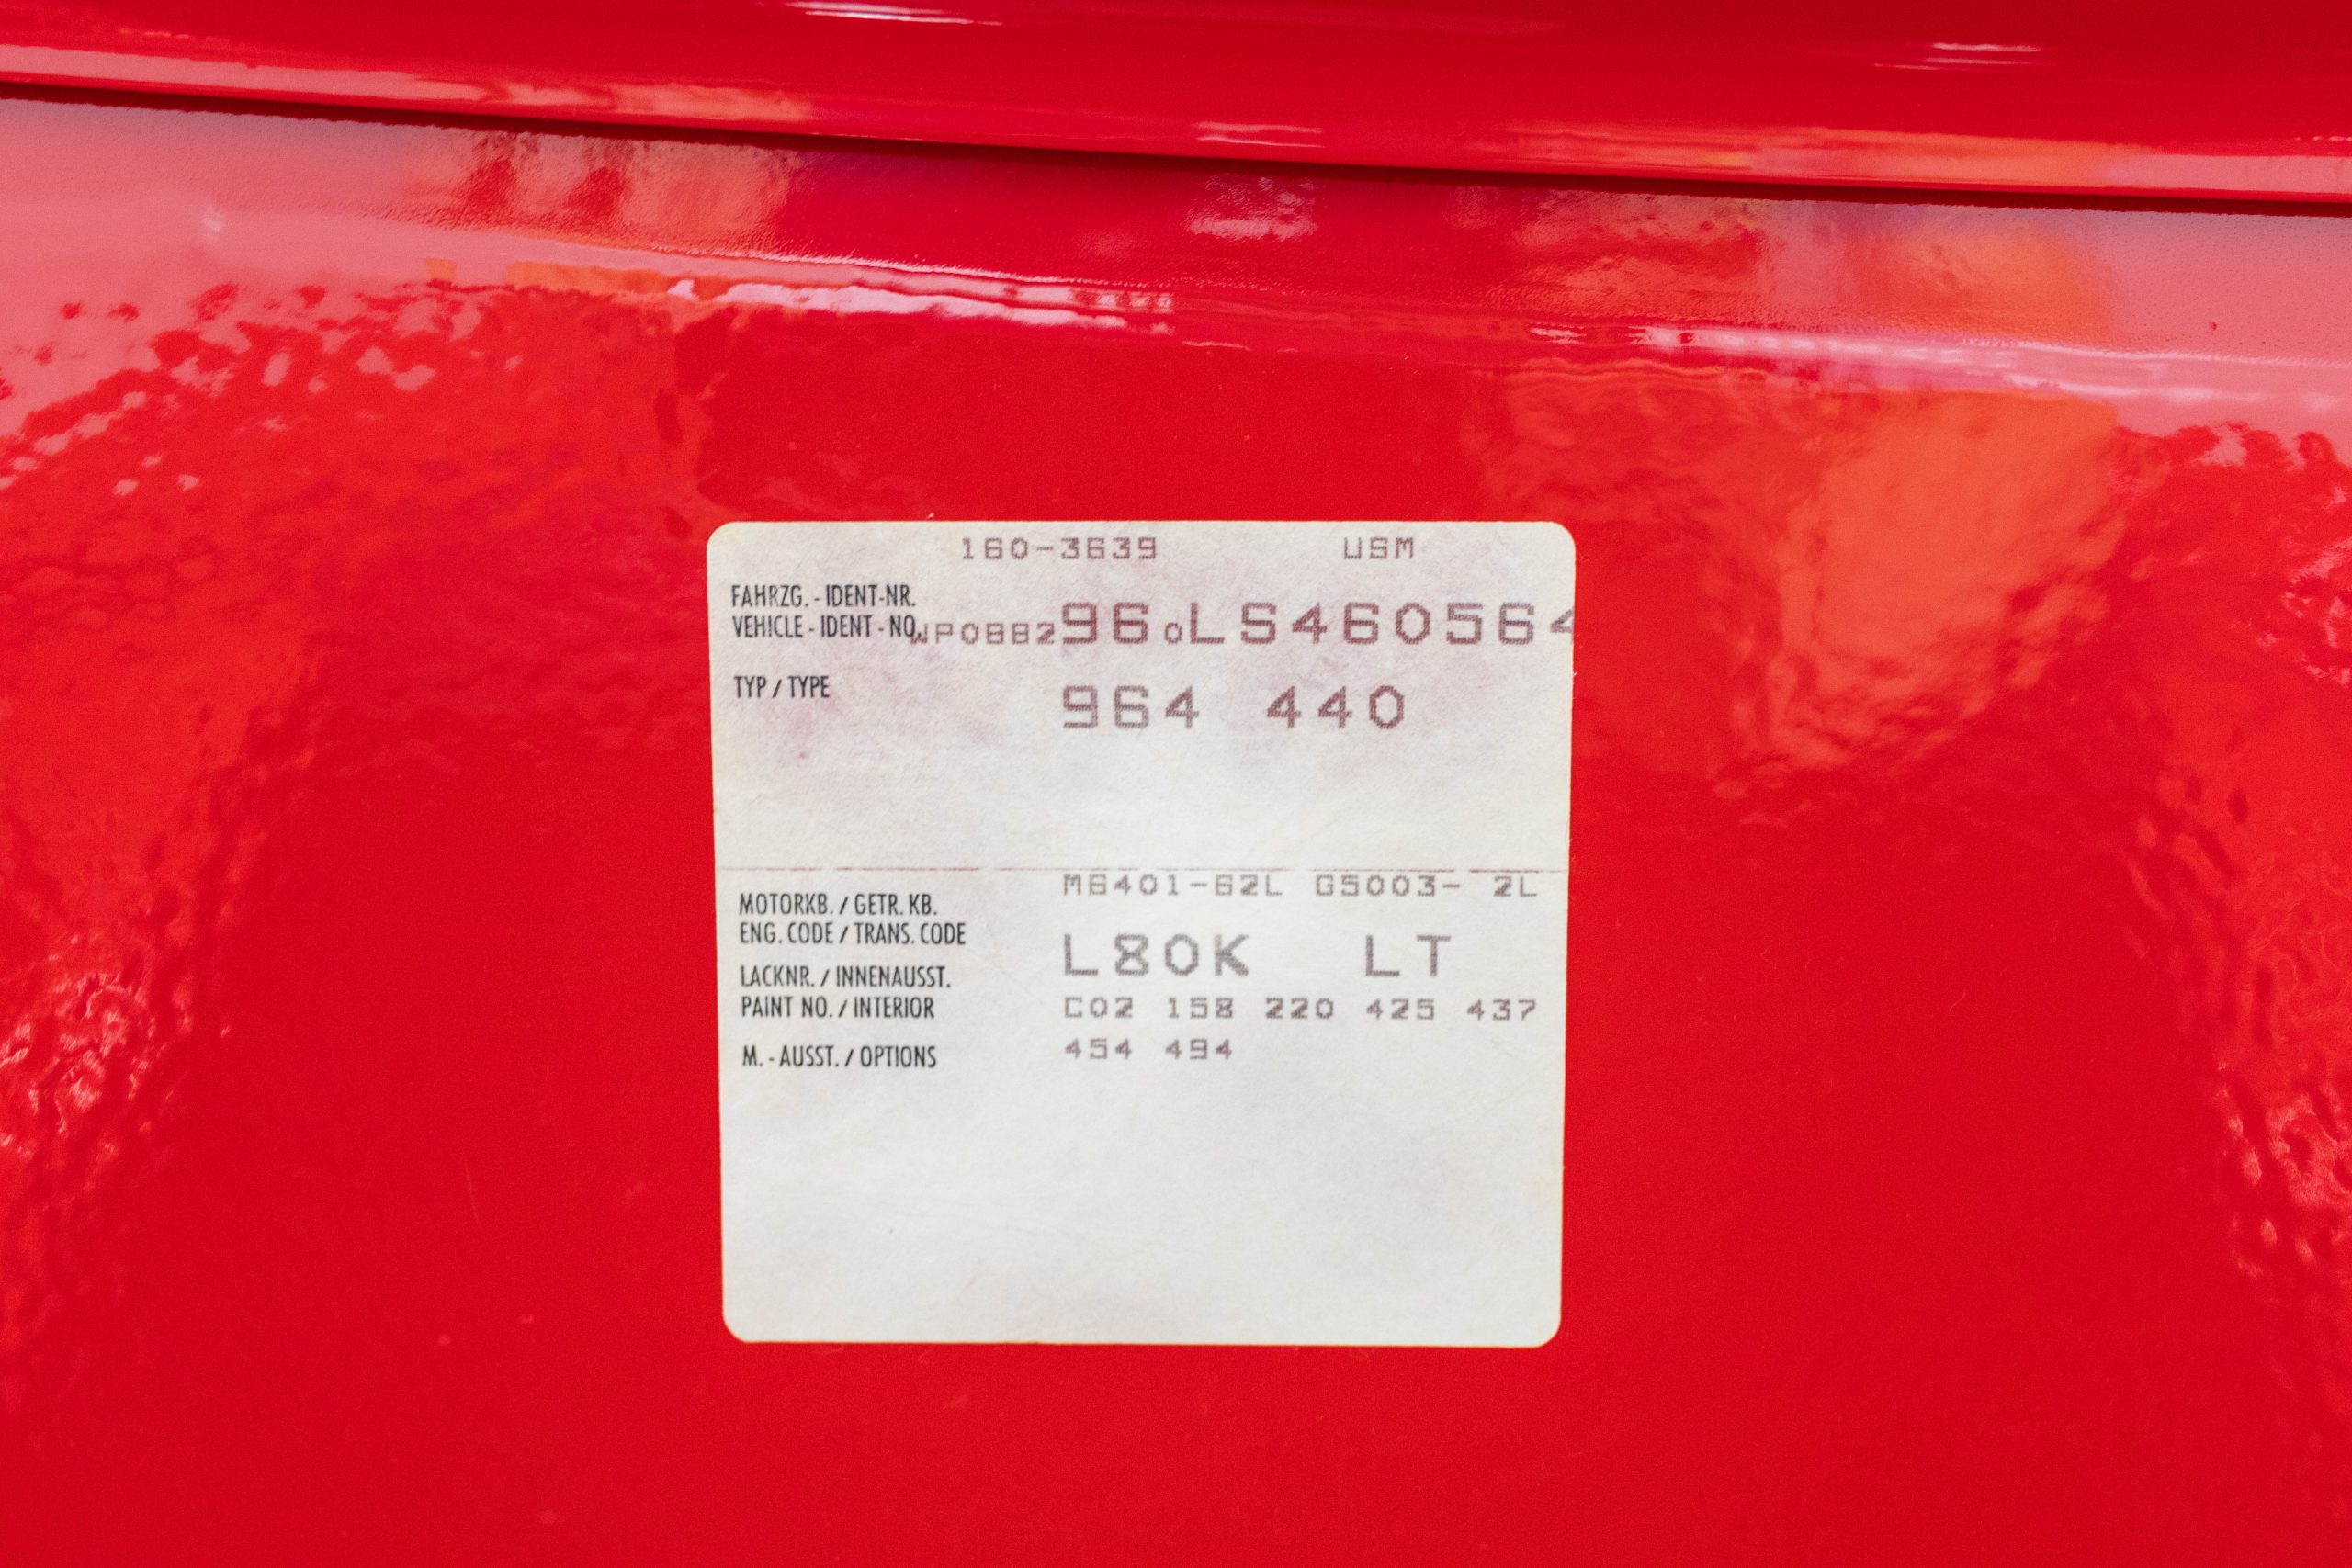 160-3639 USM
FAHRZG. - IDENT-NR.
VEHICLE - IDENT - NO. WP0BB2960LS460564
TYP / TYPE 964 440
M6401-62L G5003- 2L
MOTORKB. / GETR. KB.
ENG. CODE / TRANS. CODE
L80K LT
LACKNR. / INNENAUSST.
PAINT NO. / INTERIOR
C02 158 220 425 437
M. - AUSST. / OPTIONS
454 494